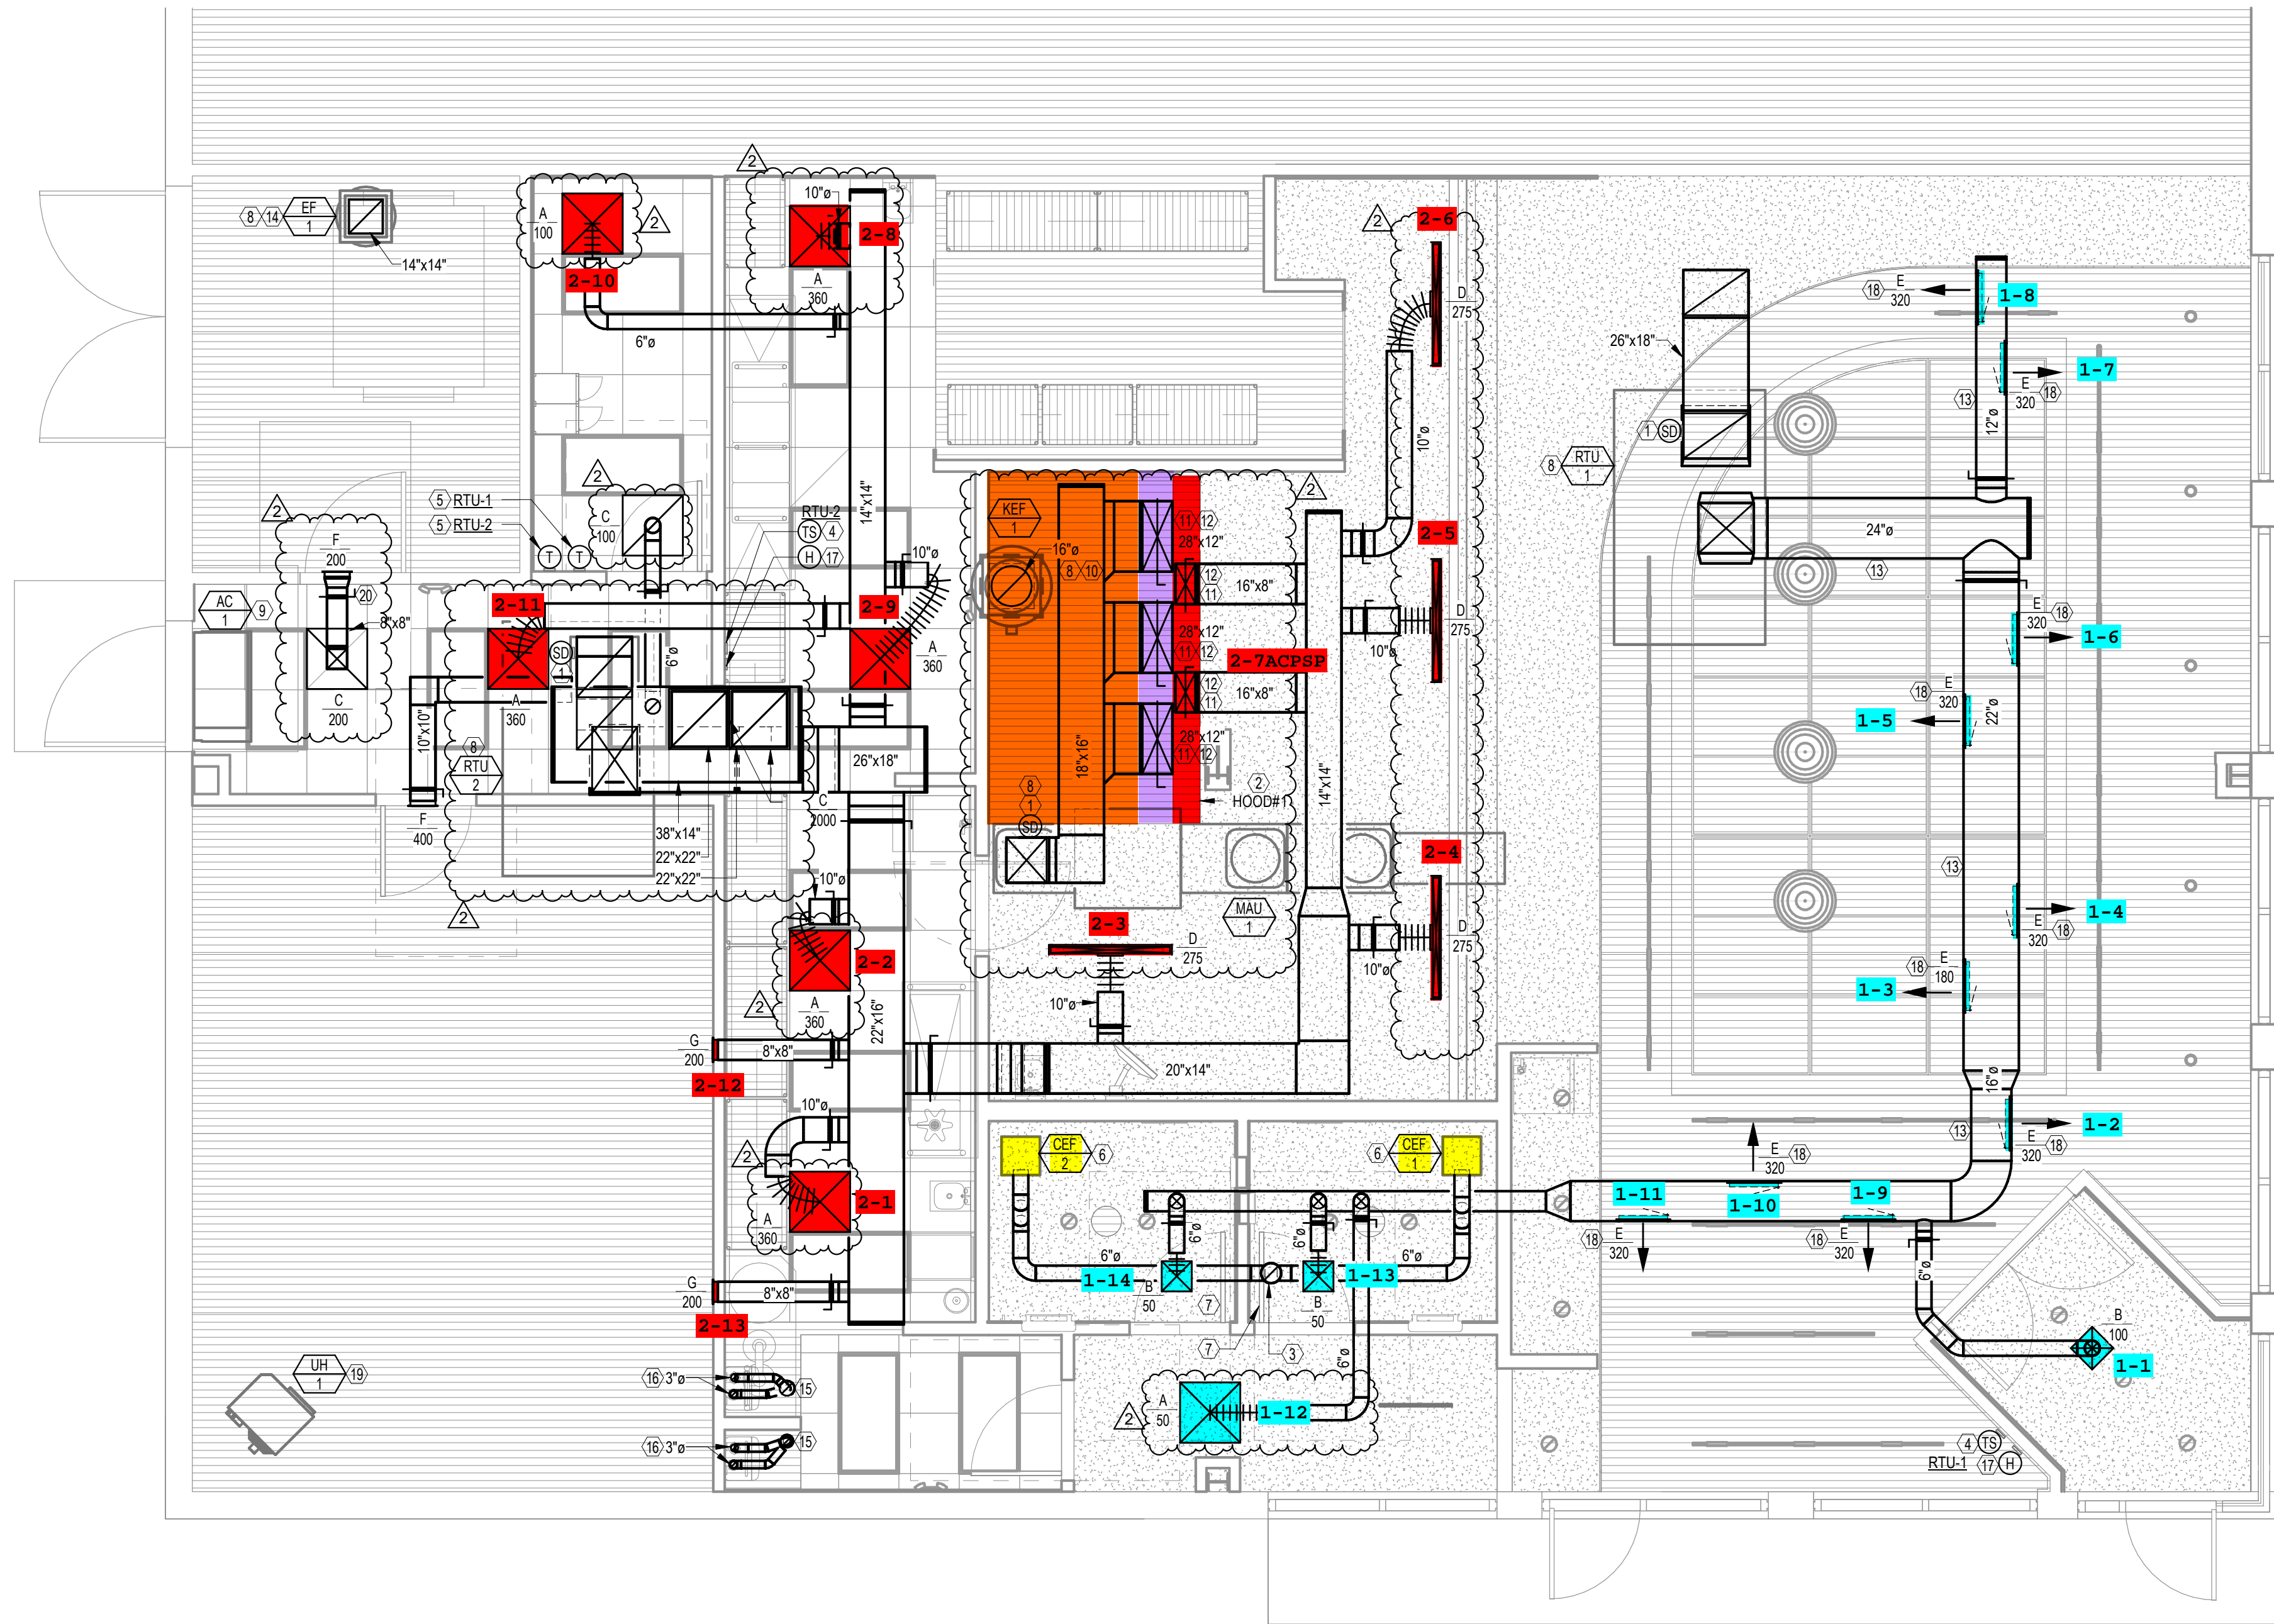 2
2
10"ø
2-8
A
360
A
100
2
2-10
6"ø
8
14
EF
1
14"x14"
2
2-6
D
275
10"ø
18
E
320
1-8
26"x18"
1-7
E
320
18
13
12"ø
1
SD
8
RTU
1
24"ø
13
2
5
RTU-1
5
RTU-2
T
T
C
100
RTU-2
TS
4
H
17
14"x14"
10"ø
2
F
200
20
8"x8"
C
200
AC
1
9
2-11
SD
1
A
360
6"ø
2-9
A
360
KEF
1
16"ø
8
10
11
12
28"x12"
12
11
16"x8"
28"x12"
11
12
2-7ACPSP
12
11
16"x8"
28"x12"
11
12
2
2-5
D
275
10"ø
E
320
18
1-6
18
E
320
1-5
22"ø
10"x10"
8
RTU
2
F
400
26"x18"
C
2000
38"x14"
22"x22"
22"x22"
2
18"x16"
8
1
SD
2
HOOD#1
14"x14"
2-4
D
275
10"ø
13
1-4
E
320
18
18
E
180
1-3
10"ø
2-2
A
360
2
22"x16"
MAU
1
2-3
D
275
10"ø
20"x14"
G
200
8"x8"
2-12
16"ø
13
1-2
E
320
18
10"ø
2
2-1
A
360
G
200
8"x8"
2-13
CEF
2
6
6
CEF
1
6"ø
6"ø
6"ø
6"ø
1-14
B
50
7
1-13
B
50
7
3
6"ø
E
320
18
1-11
1-10
1-9
18
E
320
18
E
320
6"ø
B
100
1-1
UH
1
19
16
3"ø
15
16
3"ø
15
2
A
50
1-12
4
TS
RTU-1
17
H